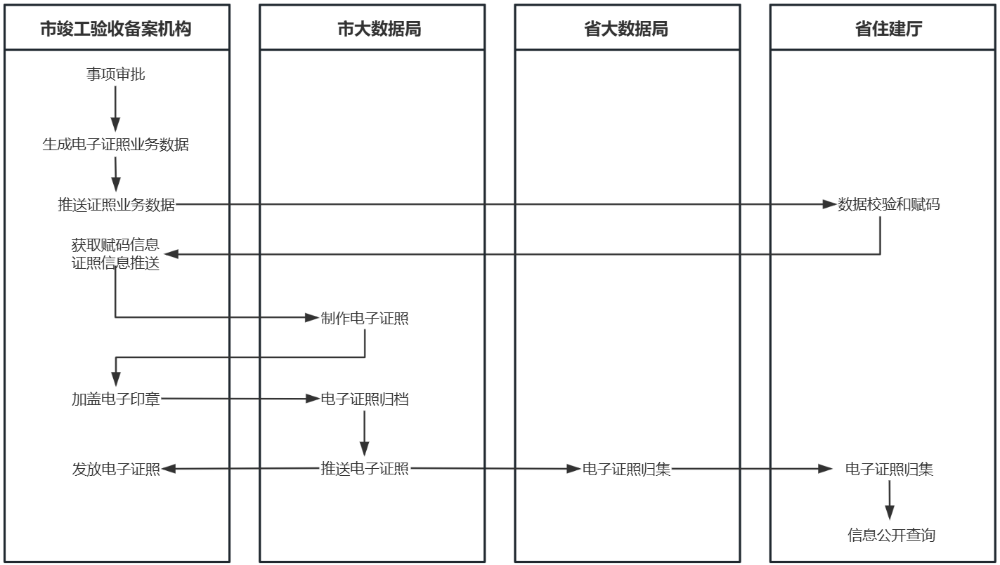 市竣工验收备案机构
市大数据局
省大数据局
省住建厅
事项审批
生成电子证照业务数据
推送证照业务数据
数据校验和赋码
获取赋码信息
证照信息推送
制作电子证照
加盖电子印章
电子证照归档
发放电子证照
推送电子证照
电子证照归集
电子证照归集
信息公开查询